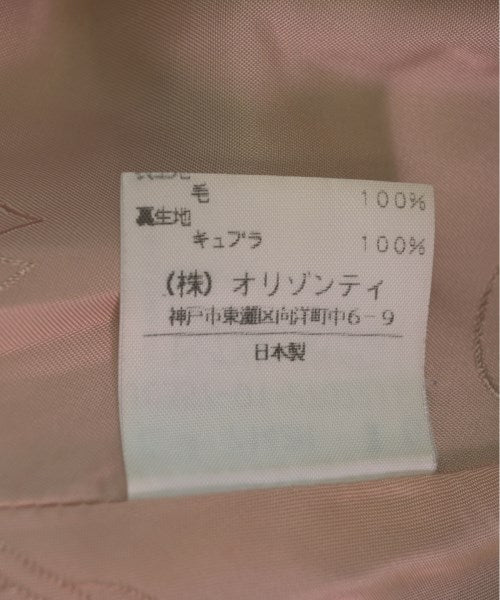 毛 100%
裏生地
キュプラ 100%
(株) オリゾンティ
神戸市東灘区向洋町中6-9
日本製